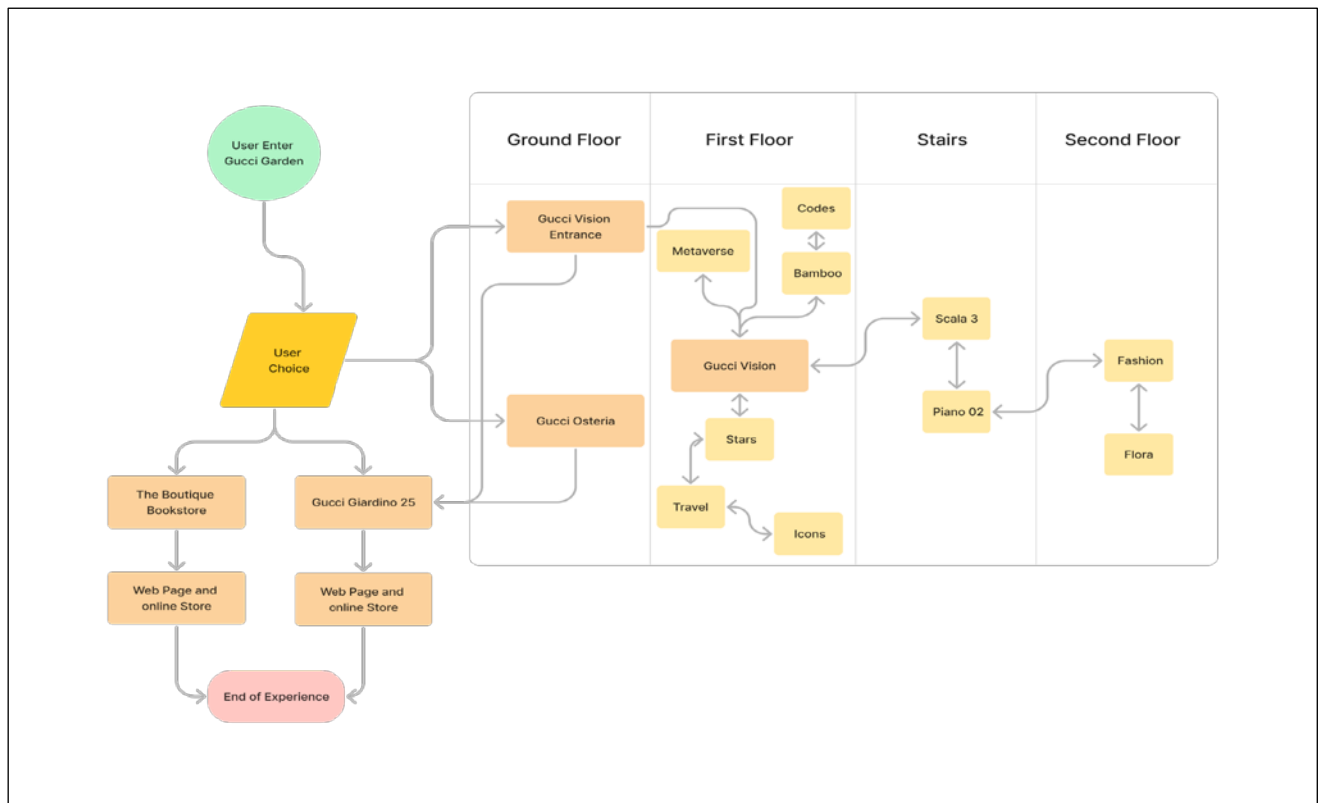 User Enter
Gucci Garden
User
Choice
The Boutique
Bookstore
Gucci Giardino 25
Web Page and
online Store
Web Page and
online Store
End of Experience
Ground Floor
First Floor
Stairs
Second Floor
Gucci Vision
Entrance
Gucci Osteria
Codes
Metaverse
Bamboo
Gucci Vision
Stars
Travel
Icons
Scala 3
Piano 02
Fashion
Flora